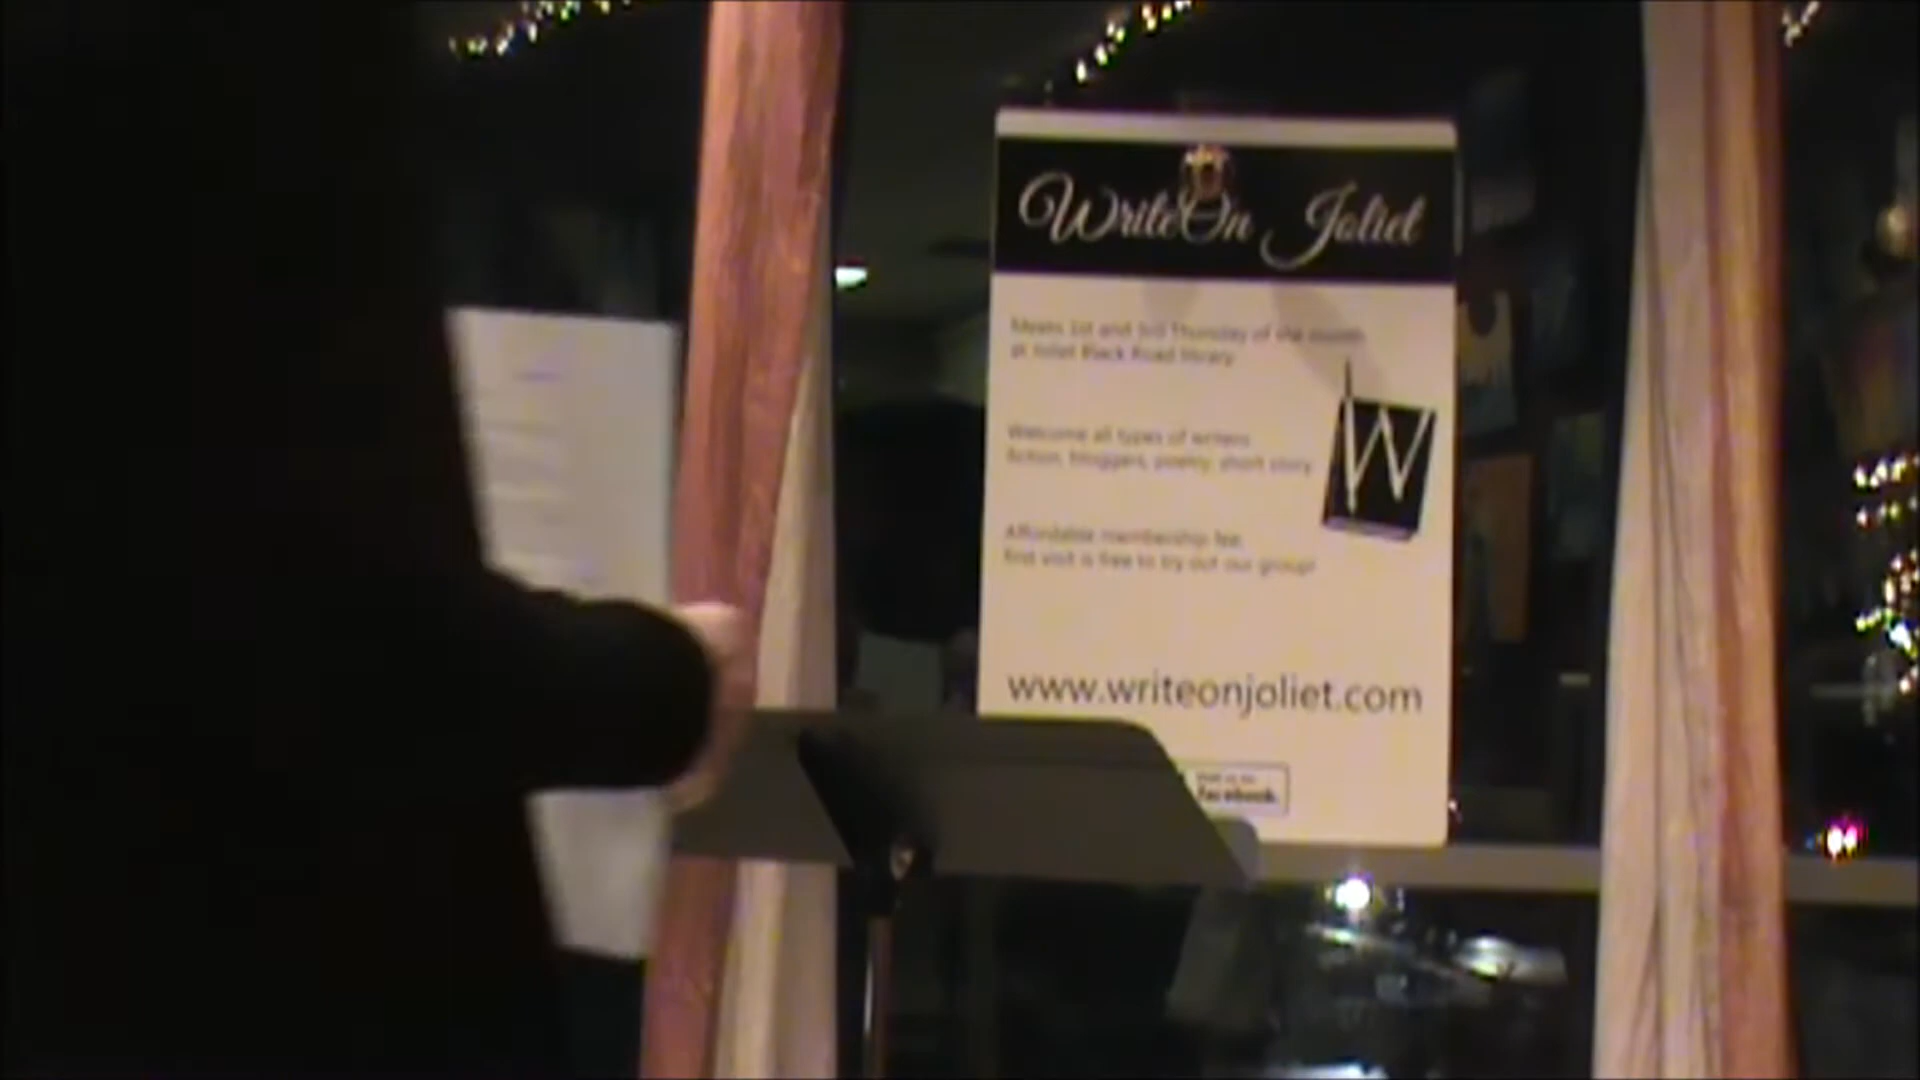 WriteOn Joliet
Meets 1st and 3rd Thursday of the month
at Joliet Black Road library
Welcome all types of writers
fiction, bloggers, poetry, short story
Affordable membership fee,
first visit is free to try out our group!
W
www.writeonjoliet.com
facebook